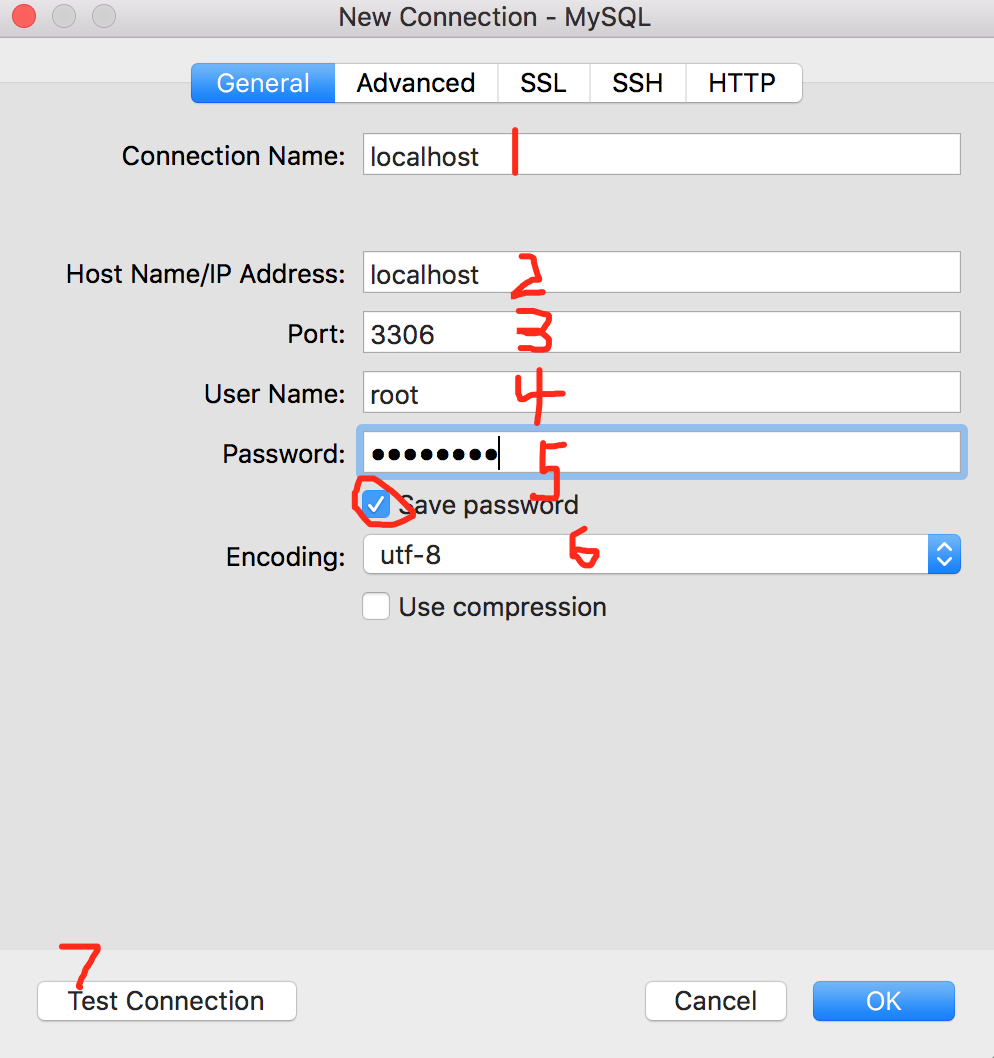 New Connection - MySQL
General Advanced SSL SSH HTTP
Connection Name: localhost 1
Host Name/IP Address: localhost 2
Port: 3306 3
User Name: root 4
Password: •••••••• 5
Save password
Encoding: utf-8 6
Use compression
7
Test Connection Cancel OK